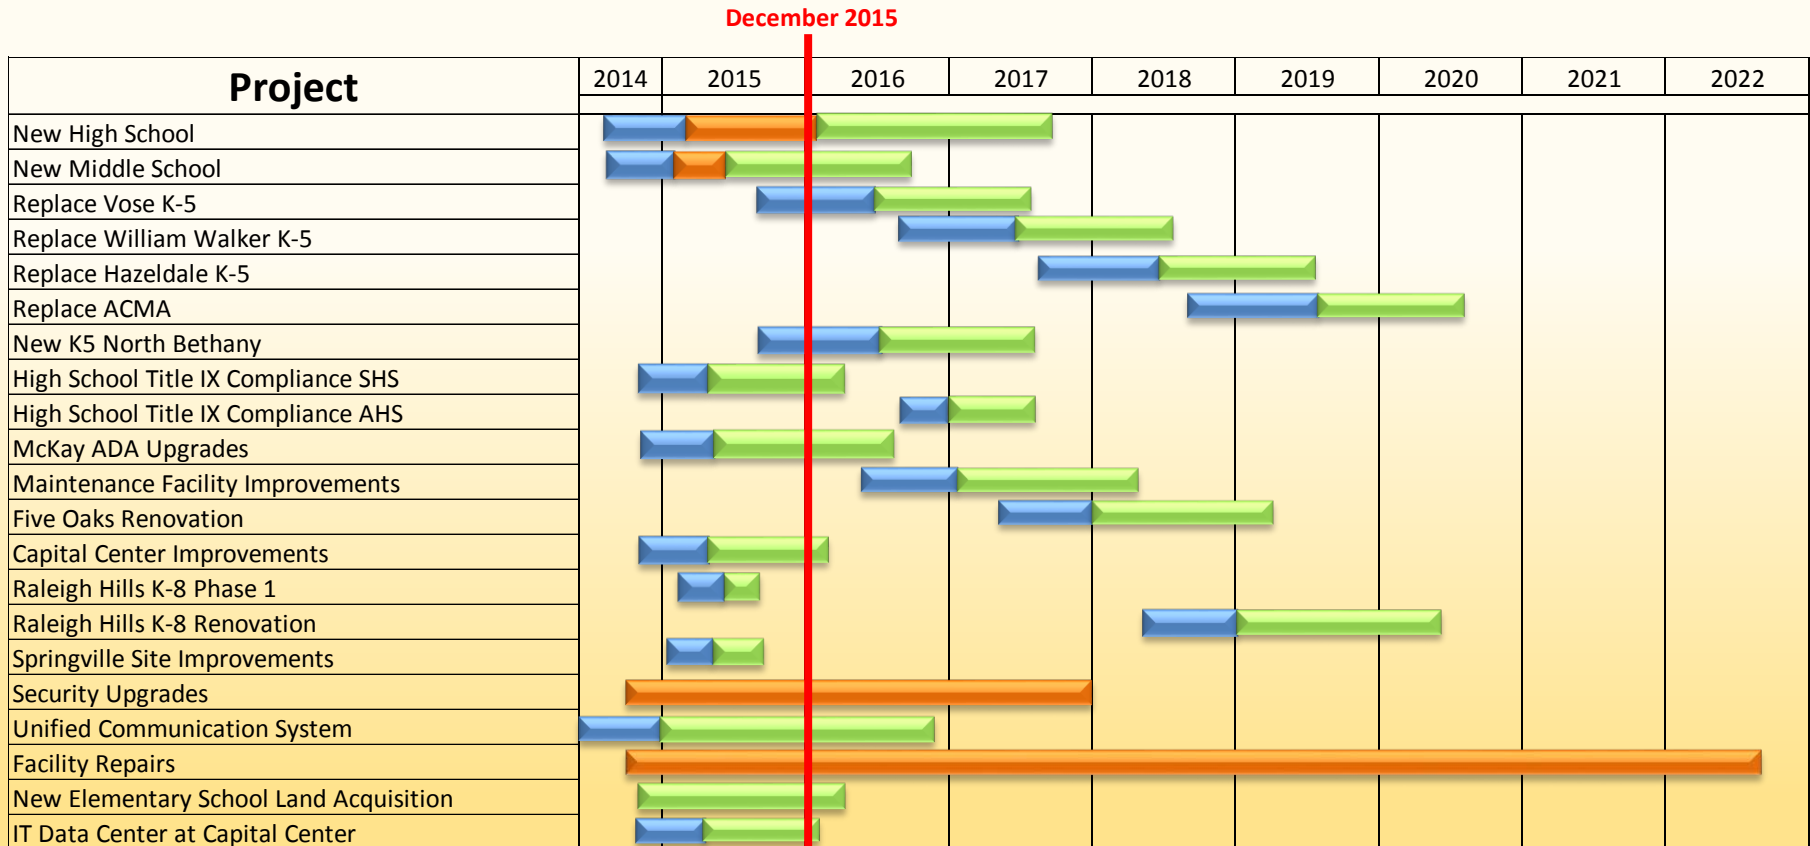 December 2015
Project 2014 2015 2016 2017 2018 2019 2020 2021 2022
New High School
New Middle School
Replace Vose K-5
Replace William Walker K-5
Replace Hazeldale K-5
Replace ACMA
New K5 North Bethany
High School Title IX Compliance SHS
High School Title IX Compliance AHS
McKay ADA Upgrades
Maintenance Facility Improvements
Five Oaks Renovation
Capital Center Improvements
Raleigh Hills K-8 Phase 1
Raleigh Hills K-8 Renovation
Springville Site Improvements
Security Upgrades
Unified Communication System
Facility Repairs
New Elementary School Land Acquisition
IT Data Center at Capital Center